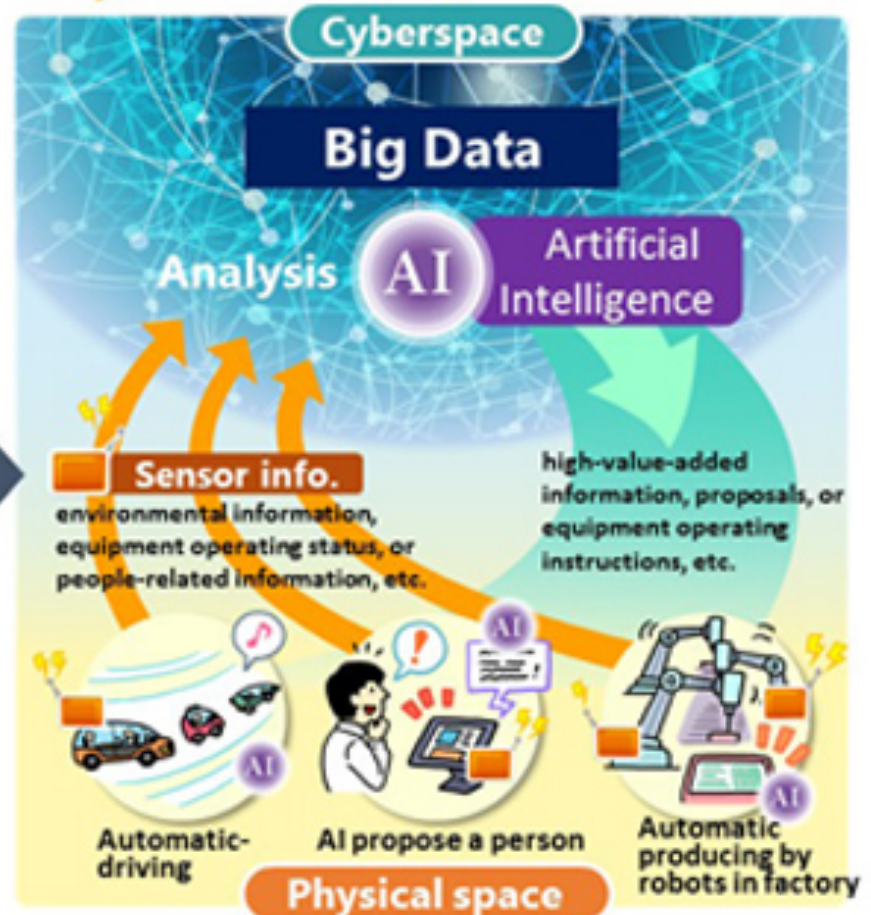 Cyberspace
Big Data
Analysis
AI
Artificial
Intelligence
Sensor info.
environmental information,
equipment operating status, or
people-related information, etc.
high-value-added
information, proposals, or
equipment operating
instructions, etc.
AI
!
!
AI
AI
Automatic-
driving
AI propose a person
Automatic
producing by
robots in factory
Physical space